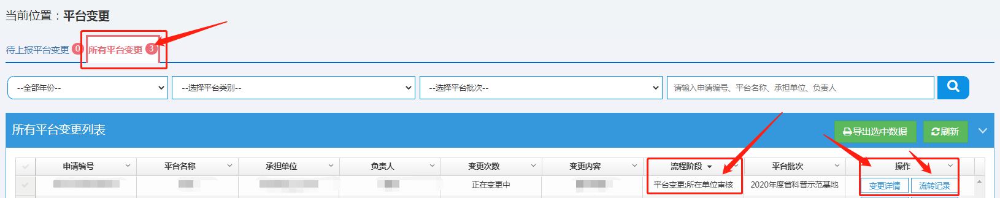 当前位置：平台变更
待上报平台变更 0 所有平台变更 3
--全部年份-- --选择平台类别-- --选择平台批次-- 请输入申请编号、平台名称、承担单位、负责人
所有平台变更列表 导出选中数据 刷新
申请编号 平台名称 承担单位 负责人 变更次数 变更内容 流程阶段 平台批次 操作
正在变更中 平台变更:所在单位审核 2020年度省科普示范基地 变更详情 流转记录